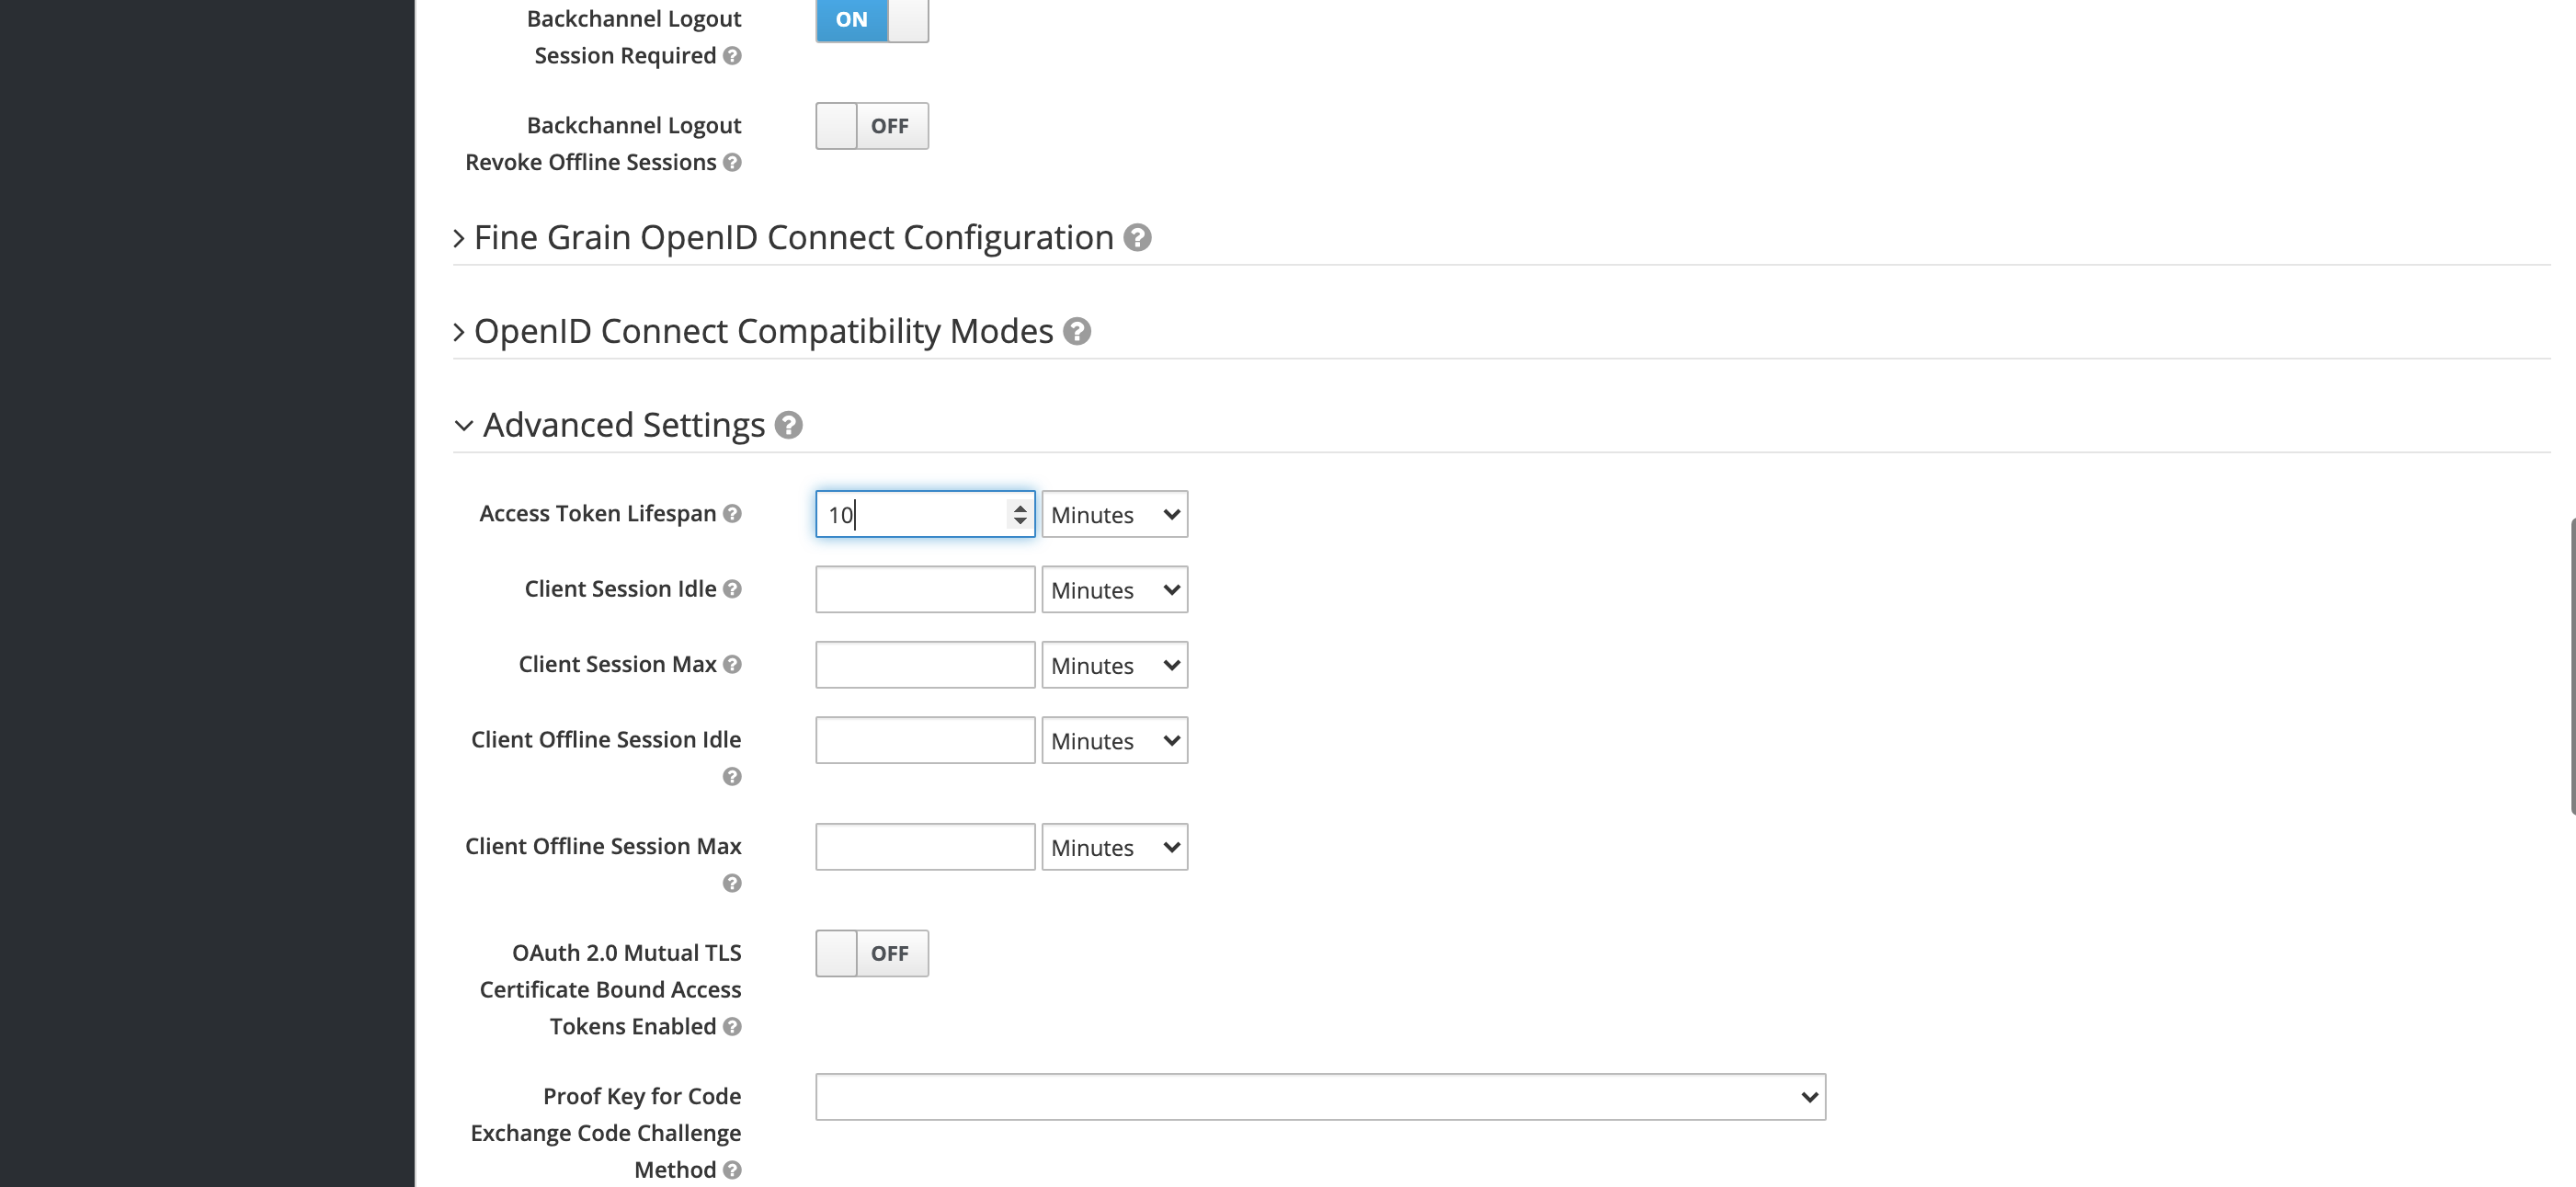 Backchannel Logout ON
Session Required ?
Backchannel Logout OFF
Revoke Offline Sessions ?
Fine Grain OpenID Connect Configuration ?
OpenID Connect Compatibility Modes ?
Advanced Settings ?
Access Token Lifespan ? 10 Minutes
Client Session Idle ? Minutes
Client Session Max ? Minutes
Client Offline Session Idle Minutes
?
Client Offline Session Max Minutes
?
OAuth 2.0 Mutual TLS OFF
Certificate Bound Access
Tokens Enabled ?
Proof Key for Code
Exchange Code Challenge
Method ?